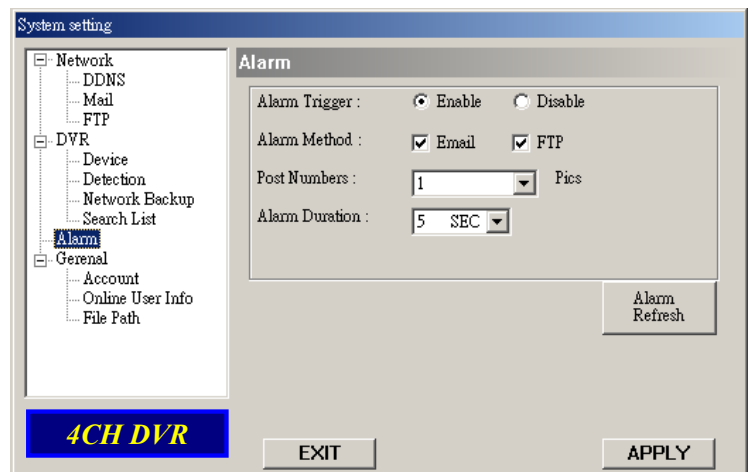 System setting
Network
DDNS
Mail
FTP
DVR
Device
Detection
Network Backup
Search List
Alarm
Gerenal
Account
Online User Info
File Path
4CH DVR
Alarm
Alarm Trigger : Enable Disable
Alarm Method : Email FTP
Post Numbers : 1 Pics
Alarm Duration : 5 SEC
Alarm
Refresh
EXIT APPLY